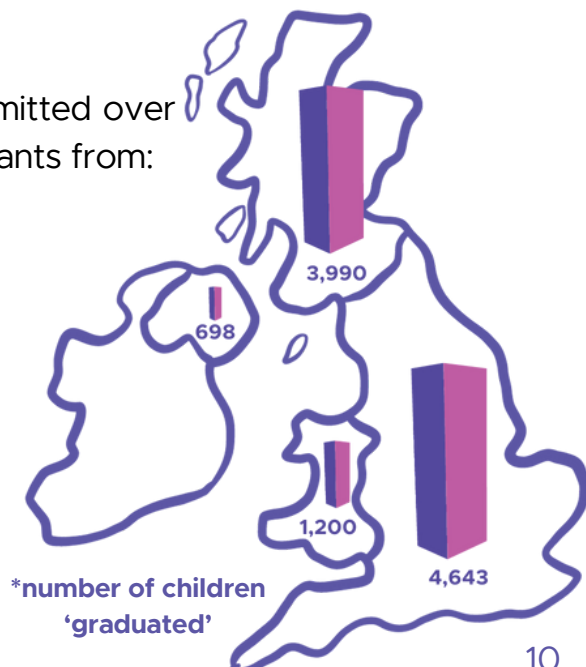 mitted over
ants from:
3,990
698
1,200
4,643
*number of children
‘graduated’
10